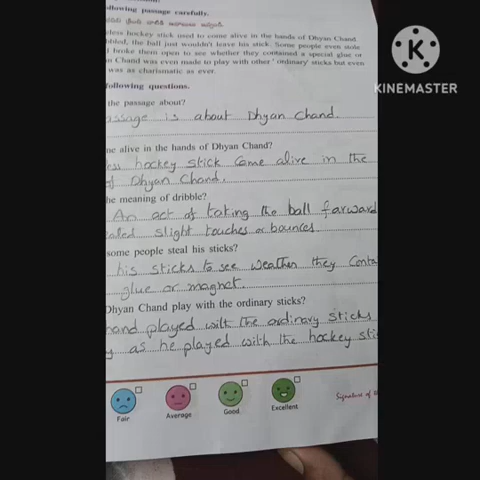 llowing passage carefully.
eless hockey stick used to come alive in the hands of Dhyan Chand.
bbled, the ball just wouldn't leave his stick. Some people even stole
d broke them open to see whether they contained a special glue or
an Chand was even made to play with other 'ordinary' sticks but even
was as charismatic as ever.
following questions.
the passage about?
assage is about Dhyan Chand.
me alive in the hands of Dhyan Chand?
less hockey stick come alive in the
of Dhyan Chand.
he meaning of dribble?
An act of taking the ball forward
slight touches or bounces
some people steal his sticks?
his sticks to see weather they conta
glue or magnet.
Dhyan Chand play with the ordinary sticks?
hand played with the ordinary sticks
y as he played with the hockey sti
Fair
Average
Good
Excellent
Signature of
KINEMASTER